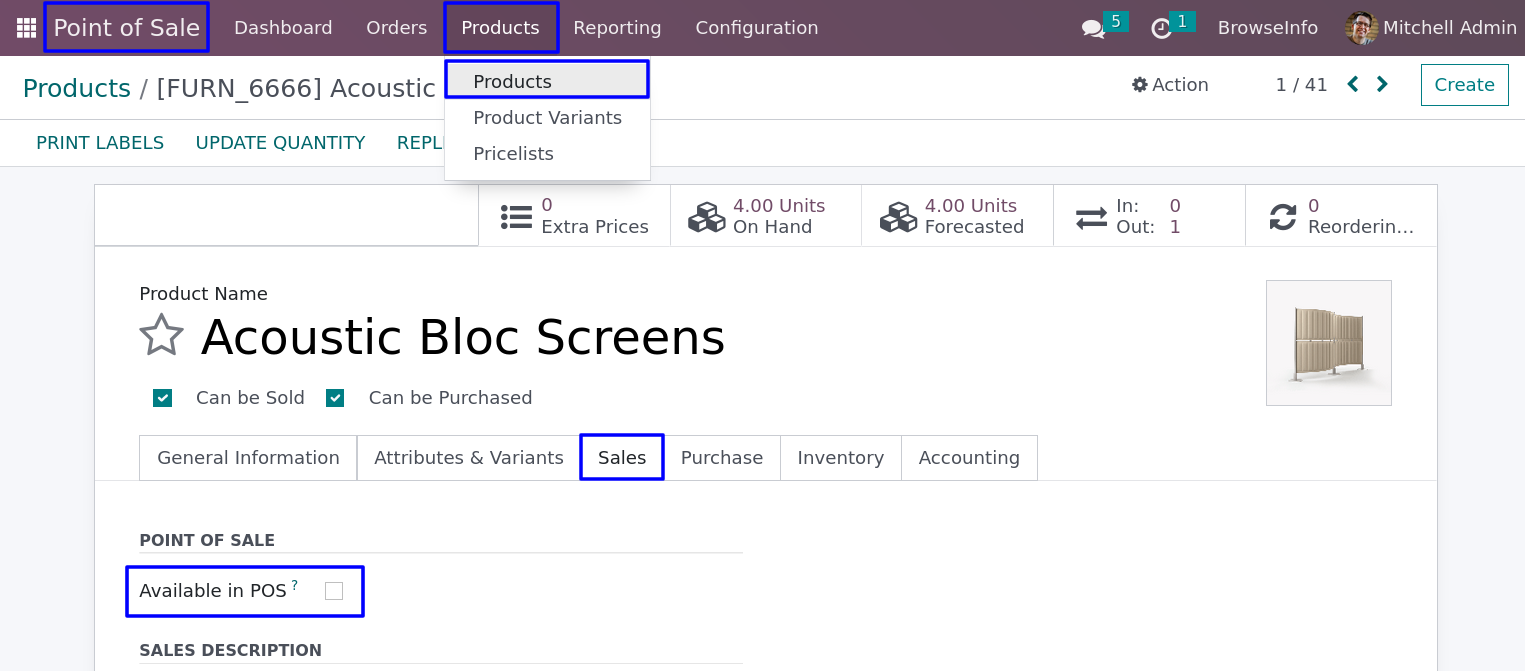 Point of Sale Dashboard Orders Products Reporting Configuration 5 1 BrowseInfo Mitchell Admin
Products / [FURN_6666] Acoustic Action 1 / 41 Create
Products
Product Variants
Pricelists
PRINT LABELS UPDATE QUANTITY REPL
0
Extra Prices
4.00 Units
On Hand
4.00 Units
Forecasted
In: 0
Out: 1
0
Reorderin...
Product Name
Acoustic Bloc Screens
Can be Sold Can be Purchased
General Information Attributes & Variants Sales Purchase Inventory Accounting
POINT OF SALE
Available in POS ?
SALES DESCRIPTION